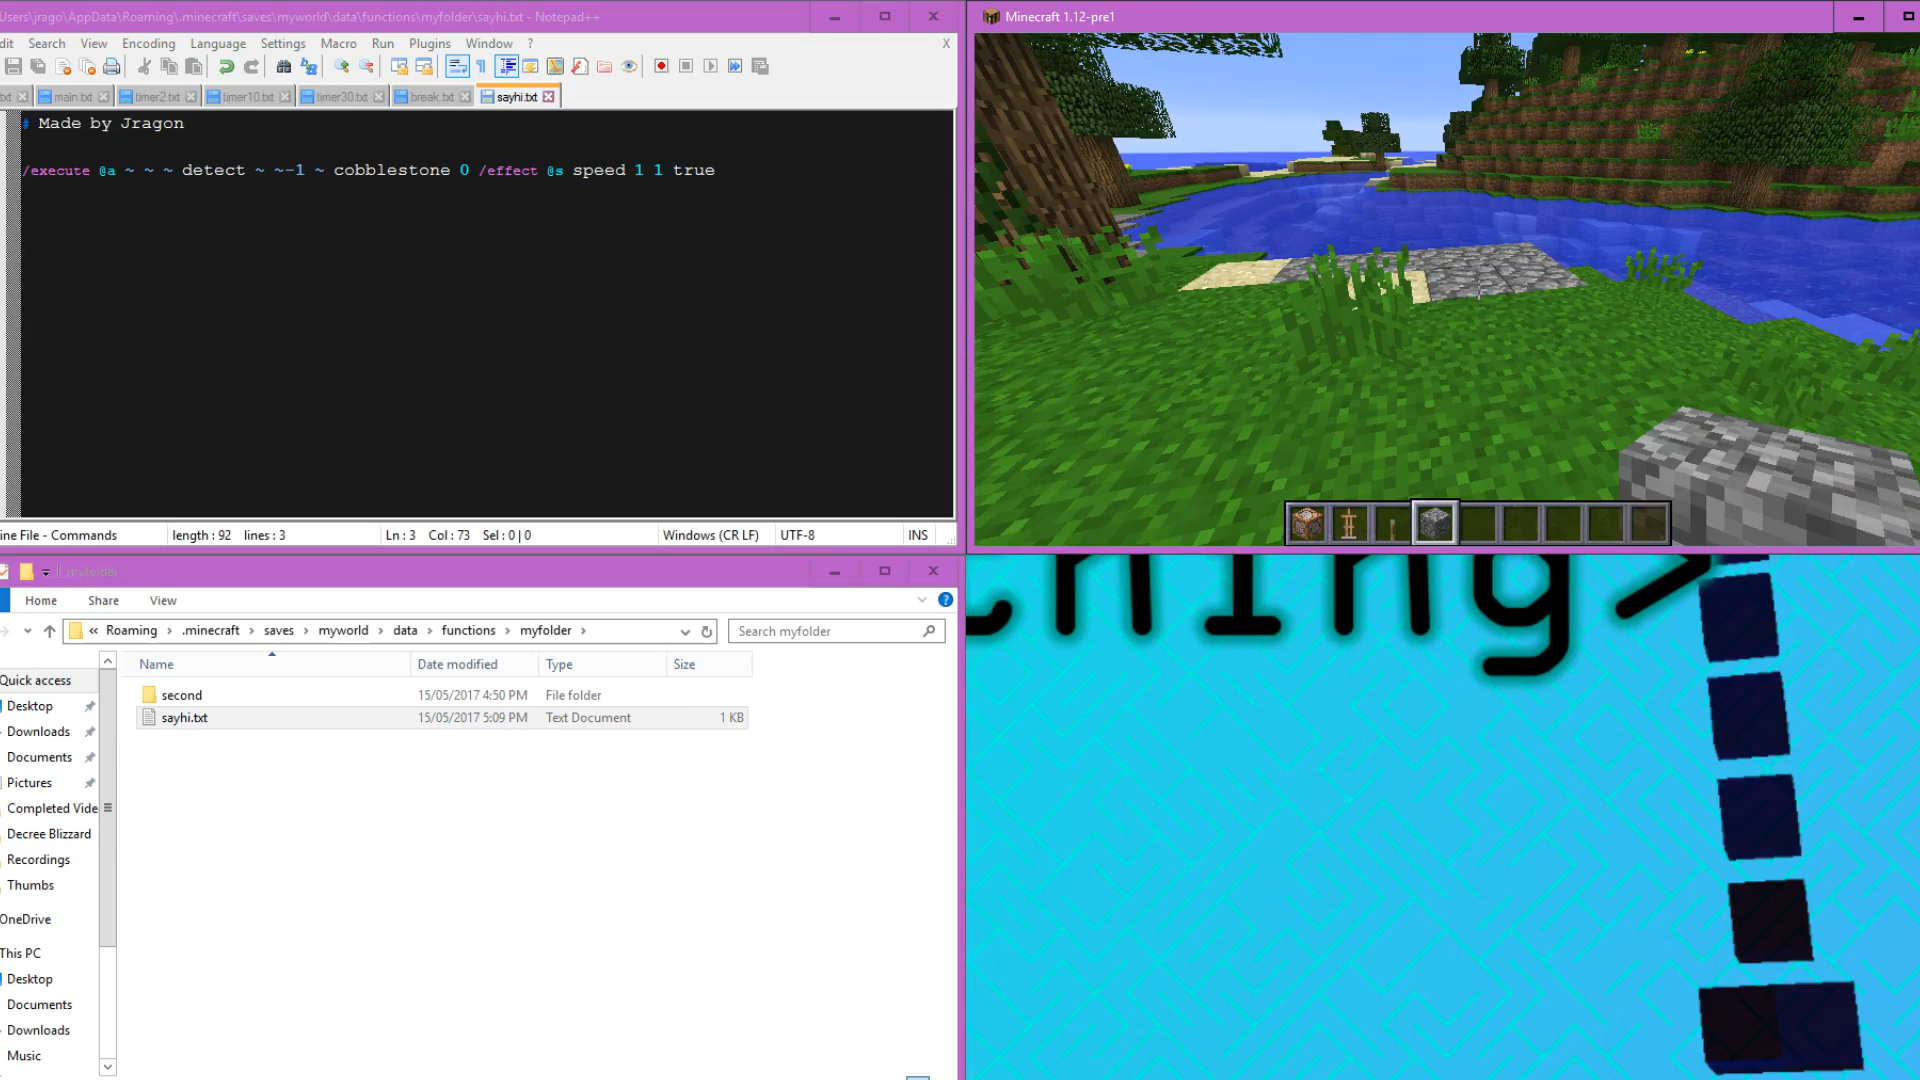 Users\jrago\AppData\Roaming\.minecraft\saves\myworld\data\functions\myfolder\sayhi.txt - Notepad++
dit Search View Encoding Language Settings Macro Run Plugins Window ? X
txt main.txt timer2.txt timer10.txt timer30.txt break.txt sayhi.txt
# Made by Jragon
/execute @a ~ ~ ~ detect ~ ~-1 ~ cobblestone 0 /effect @s speed 1 1 true
ine File - Commands length : 92 lines : 3 Ln : 3 Col : 73 Sel : 0 | 0 Windows (CR LF) UTF-8 INS
Minecraft 1.12-pre1
myfolder
Home Share View
« Roaming › .minecraft › saves › myworld › data › functions › myfolder ›
Search myfolder
Name Date modified Type Size
second 15/05/2017 4:50 PM File folder
sayhi.txt 15/05/2017 5:09 PM Text Document 1 KB
Quick access
Desktop
Downloads
Documents
Pictures
Completed Vide
Decree Blizzard
Recordings
Thumbs
OneDrive
This PC
Desktop
Documents
Downloads
Music
hing>